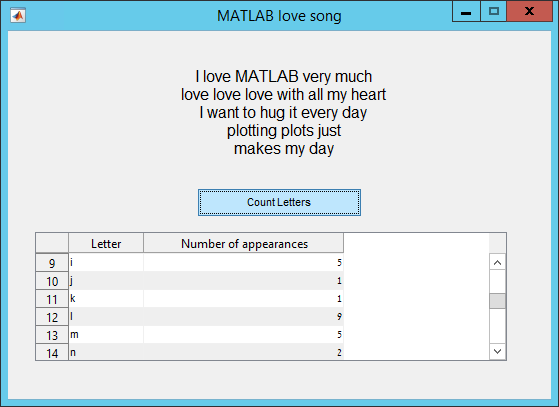 MATLAB love song
I love MATLAB very much
love love love with all my heart
I want to hug it every day
plotting plots just
makes my day
Count Letters
Letter Number of appearances
9 i 5
10 j 1
11 k 1
12 l 9
13 m 5
14 n 2